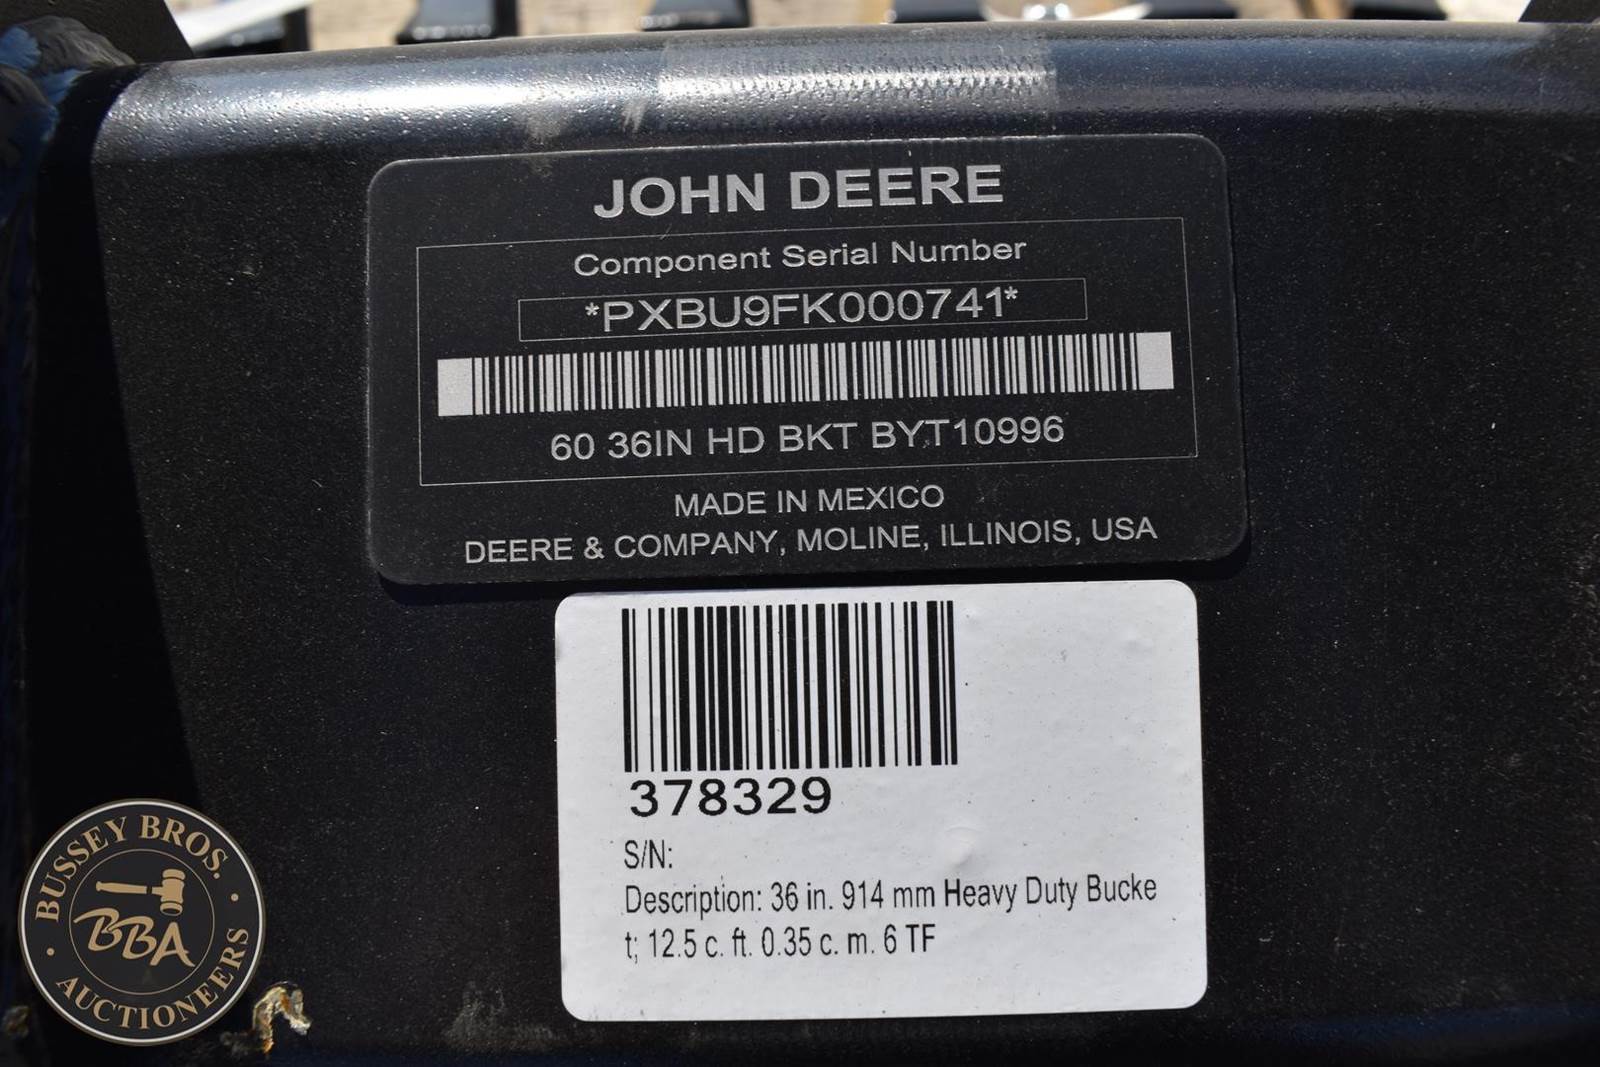 JOHN DEERE
Component Serial Number
*PXBU9FK000741*
60 36IN HD BKT BYT10996
MADE IN MEXICO
DEERE & COMPANY, MOLINE, ILLINOIS, USA
378329
S/N:
Description: 36 in. 914 mm Heavy Duty Bucke
t; 12.5 c. ft. 0.35 c. m. 6 TF
BUSSEY BROS.
BBA
AUCTIONEERS